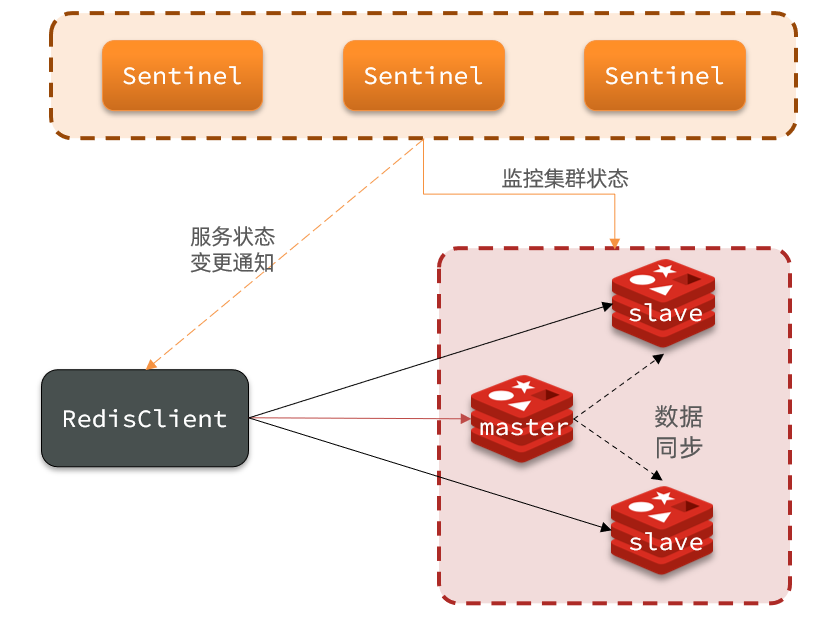 Sentinel
Sentinel
Sentinel
监控集群状态
服务状态
变更通知
slave
RedisClient
master
数据
同步
slave